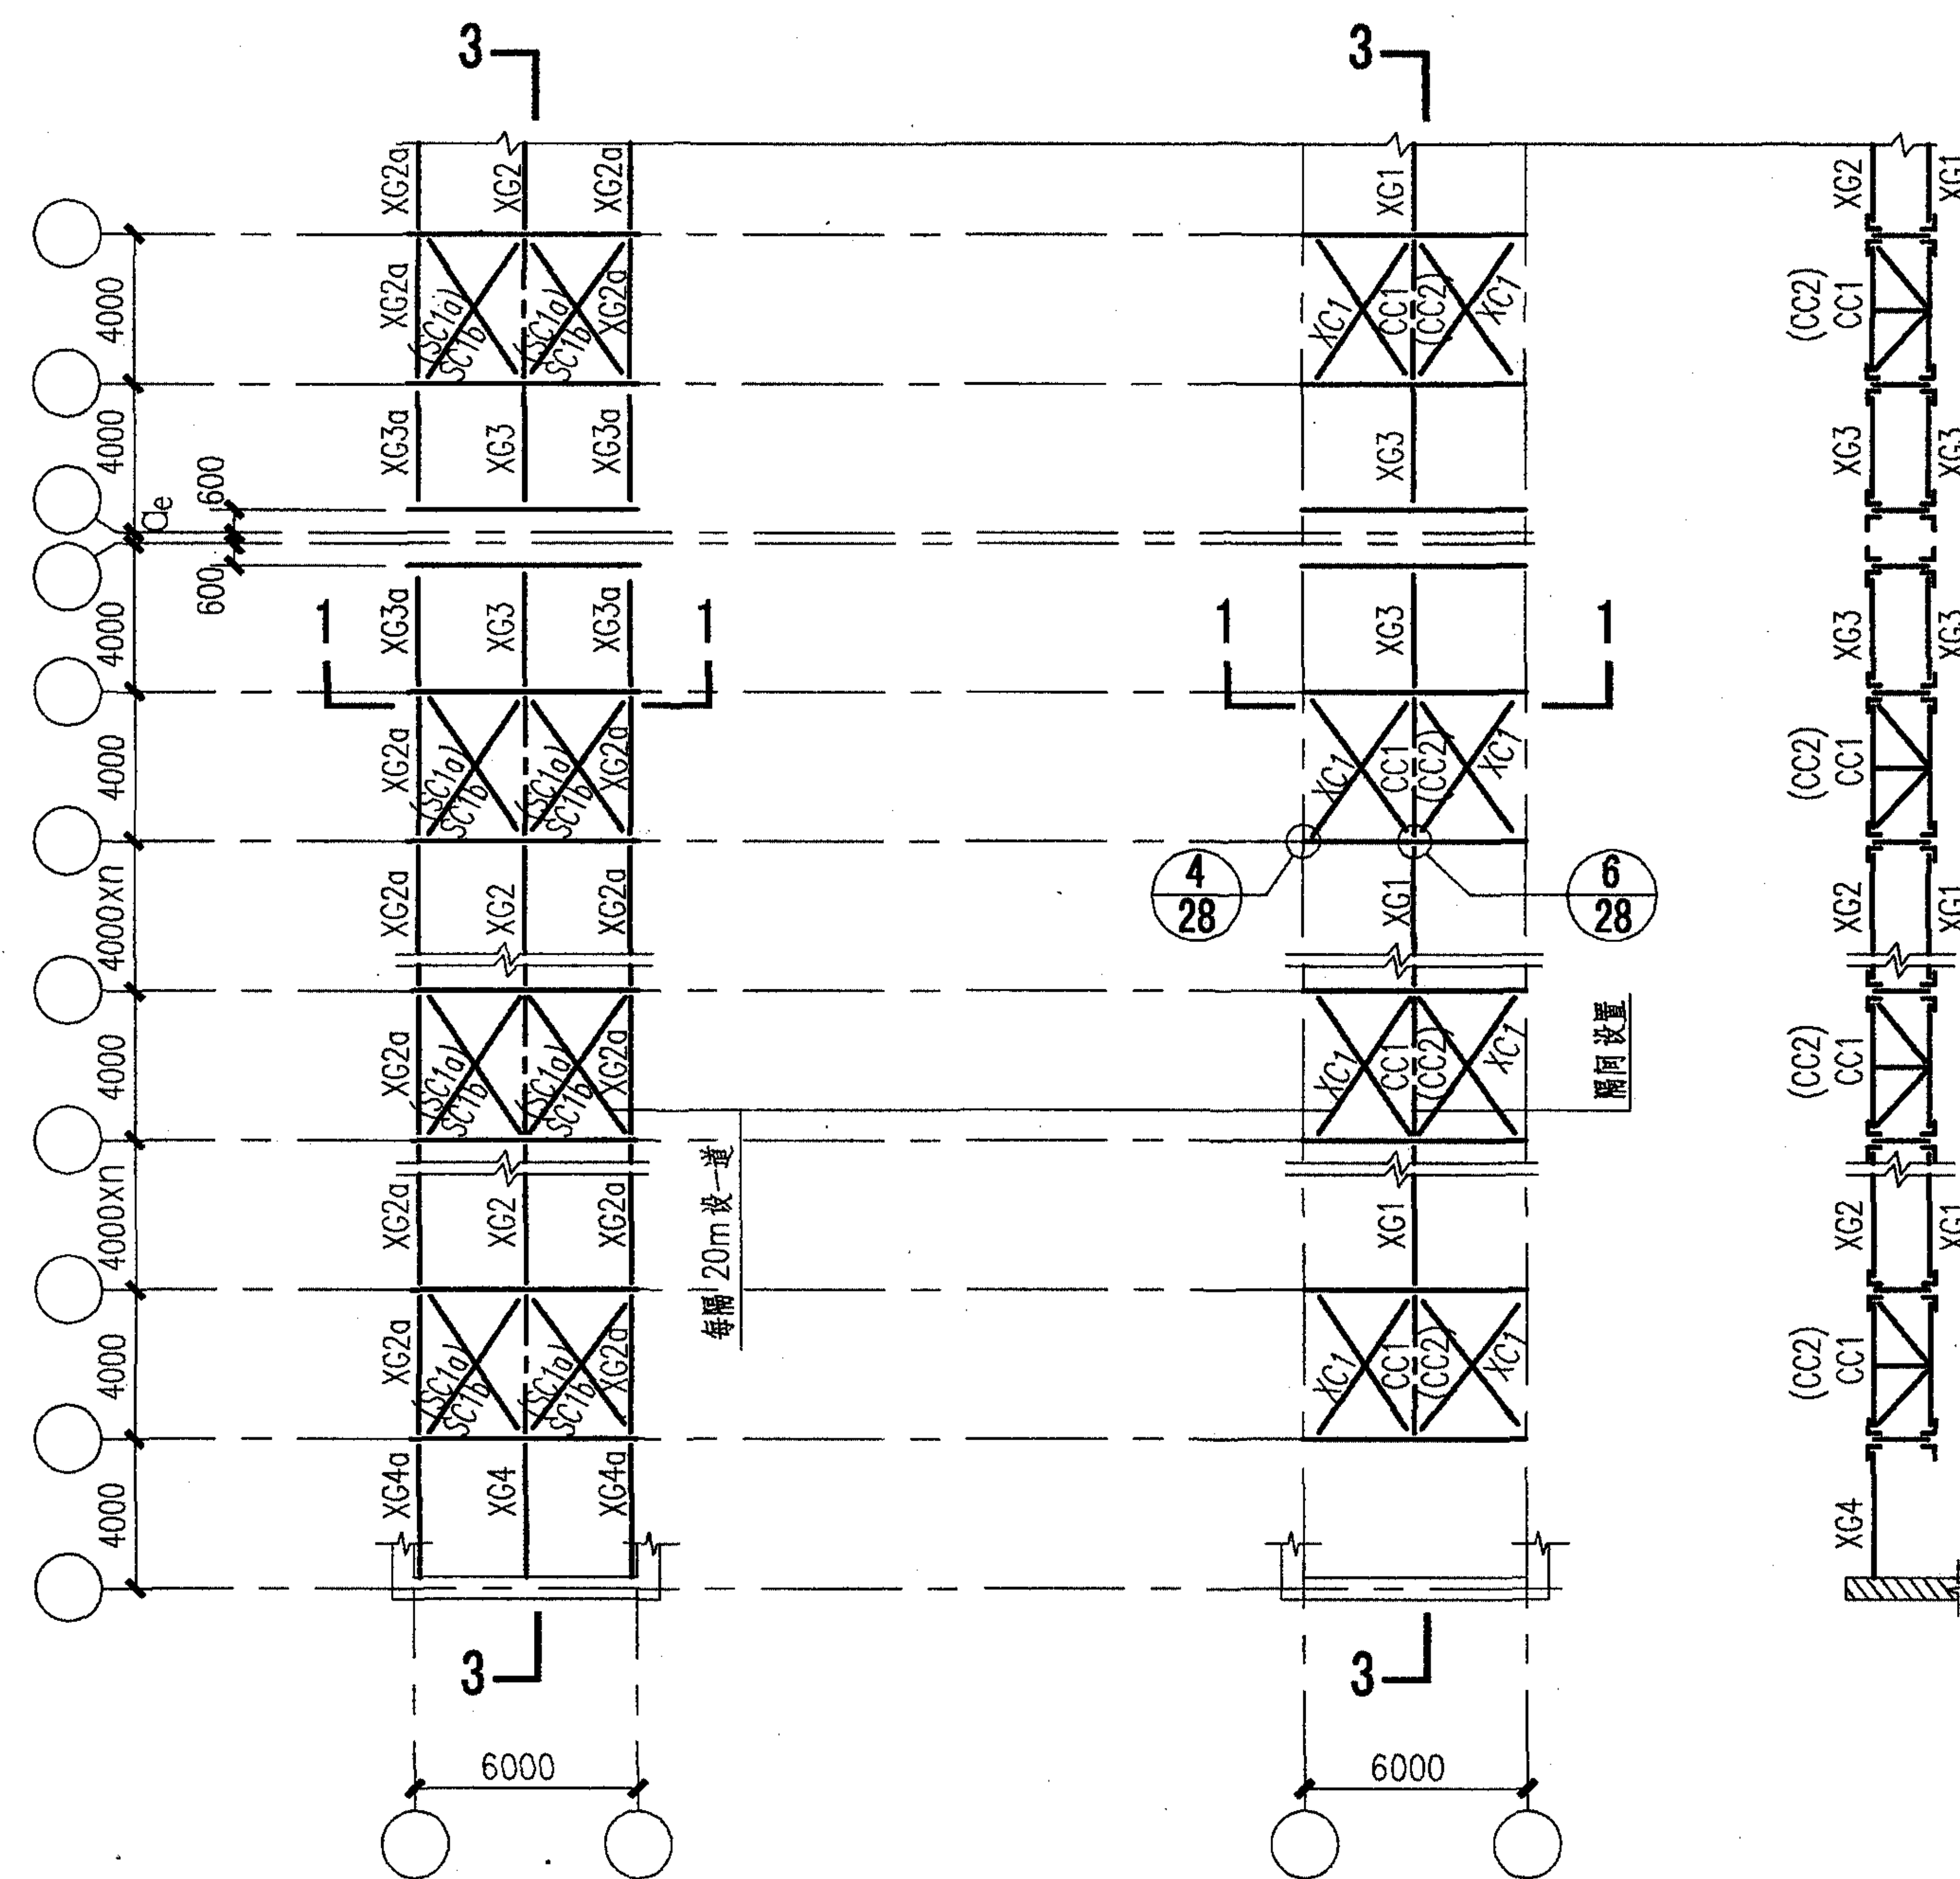 3
3
XG2a
XG2
XG2a
XG1
XG2
XG1
4000
XG2a
(SC1a)
SC1b
(SC1a)
SC1b
XG2a
XC1
CC1
(CC2)
XC1
(CC2)
CC1
4000
XG3a
XG3
XG3a
XG3
XG3
XG3
ae
600
600
4000
XG3a
XG3
XG3a
XG3
XG3
XG3
1
1
1
1
4000
XG2a
(SC1a)
SC1b
(SC1a)
SC1b
XG2a
XC1
CC1
(CC2)
XC1
(CC2)
CC1
4
28
6
28
4000xn
XG2a
XG2
XG2a
XG1
XG2
XG1
4000
XG2a
(SC1a)
SC1b
(SC1a)
SC1b
XG2a
XC1
CC1
(CC2)
XC1
隔间设置
(CC2)
CC1
4000xn
XG2a
XG2
XG2a
每隔20m设一道
XG1
XG2
XG1
4000
XG2a
(SC1a)
SC1b
(SC1a)
SC1b
XG2a
XC1
CC1
(CC2)
XC1
(CC2)
CC1
4000
XG4a
XG4
XG4a
XG4
3
3
6000
6000